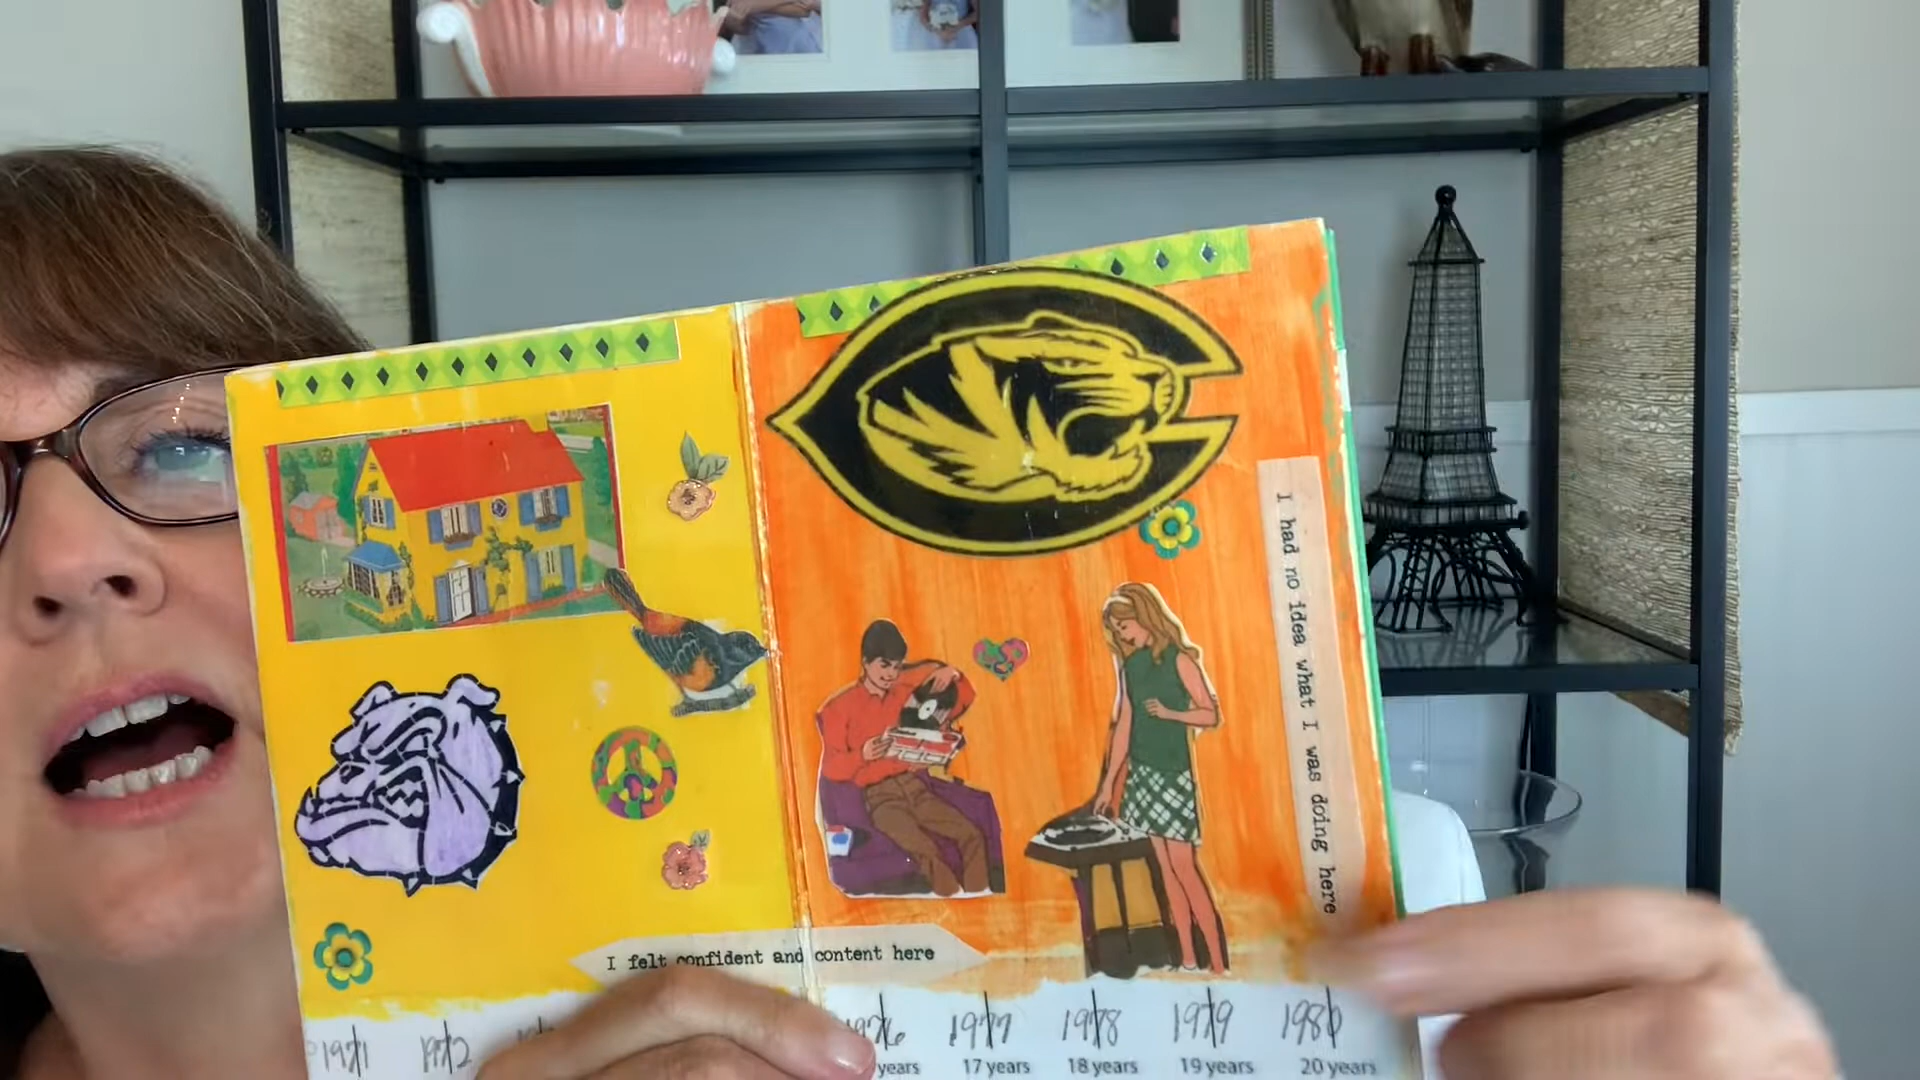 I had no idea what I was doing here
I felt confident and content here
1971 1972
1977 1978 1979 1980
years 17 years 18 years 19 years 20 years